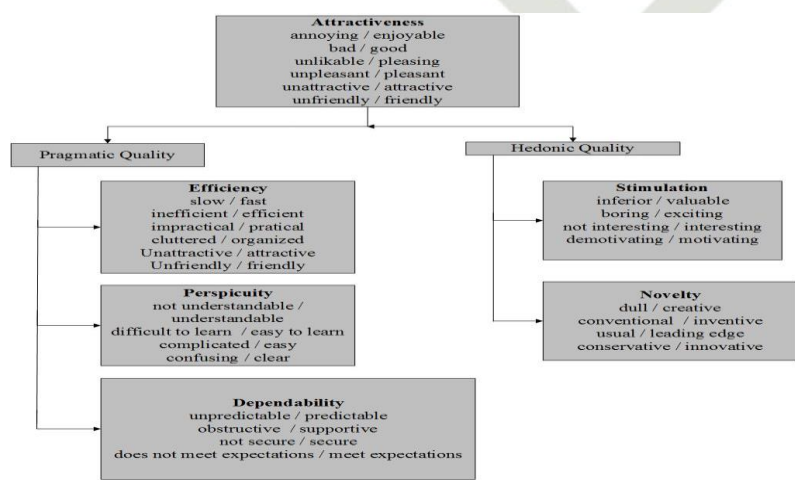 Attractiveness
annoying / enjoyable
bad / good
unlikable / pleasing
unpleasant / pleasant
unattractive / attractive
unfriendly / friendly
Pragmatic Quality
Hedonic Quality
Efficiency
slow / fast
inefficient / efficient
impractical / pratical
cluttered / organized
Unattractive / attractive
Unfriendly / friendly
Perspicuity
not understandable /
understandable
difficult to learn / easy to learn
complicated / easy
confusing / clear
Dependability
unpredictable / predictable
obstructive / supportive
not secure / secure
does not meet expectations / meet expectations
Stimulation
inferior / valuable
boring / exciting
not interesting / interesting
demotivating / motivating
Novelty
dull / creative
conventional / inventive
usual / leading edge
conservative / innovative